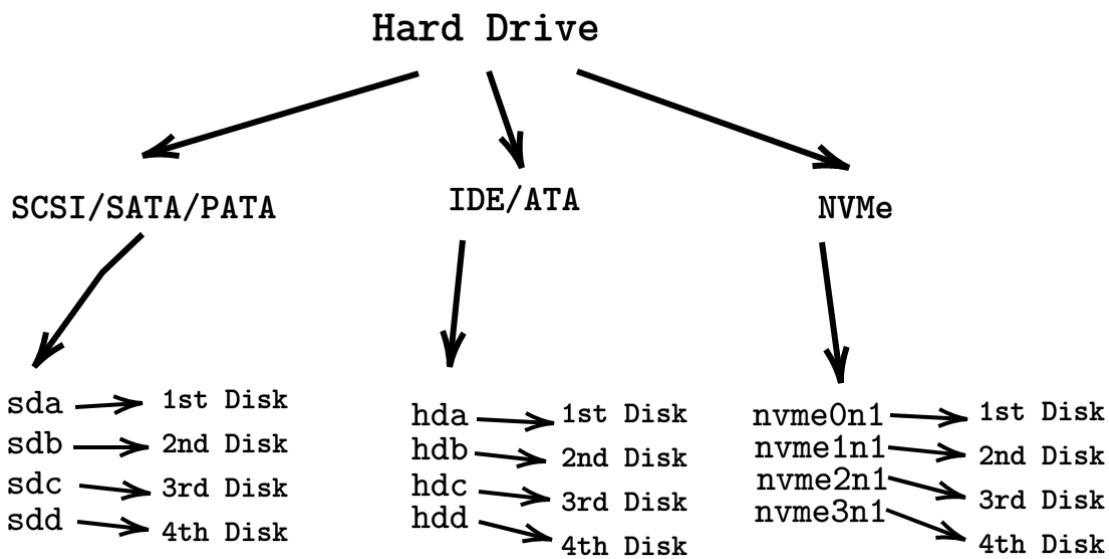 Hard Drive
SCSI/SATA/PATA
IDE/ATA
NVMe
sda
1st Disk
sdb
2nd Disk
sdc
3rd Disk
sdd
4th Disk
hda
1st Disk
hdb
2nd Disk
hdc
3rd Disk
hdd
4th Disk
nvme0n1
1st Disk
nvme1n1
2nd Disk
nvme2n1
3rd Disk
nvme3n1
4th Disk